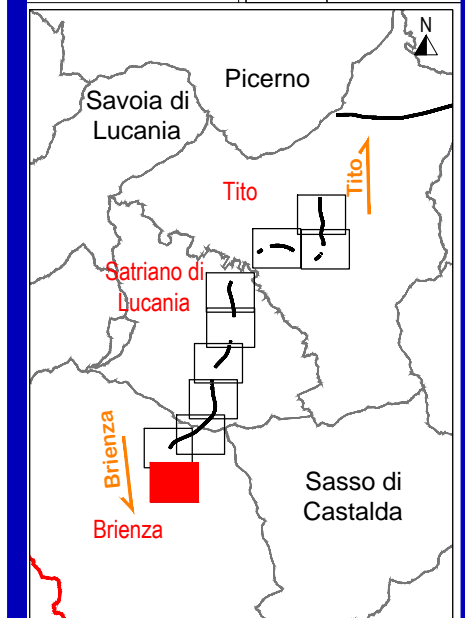 N
Picerno
Savoia di
Lucania
Tito
Tito
Satriano di
Lucania
Brienza
Sasso di
Castalda
Brienza